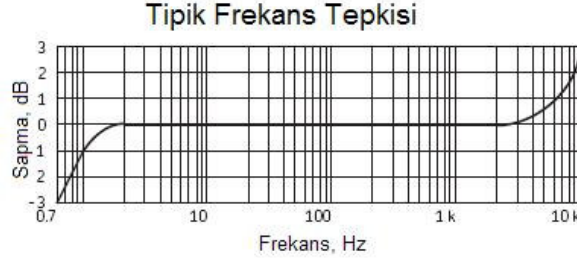 Tipik Frekans Tepkisi
3
2
1
0
1
2
-3
Sapma, dB
0.7 10 100 1 k 10 k
Frekans, Hz